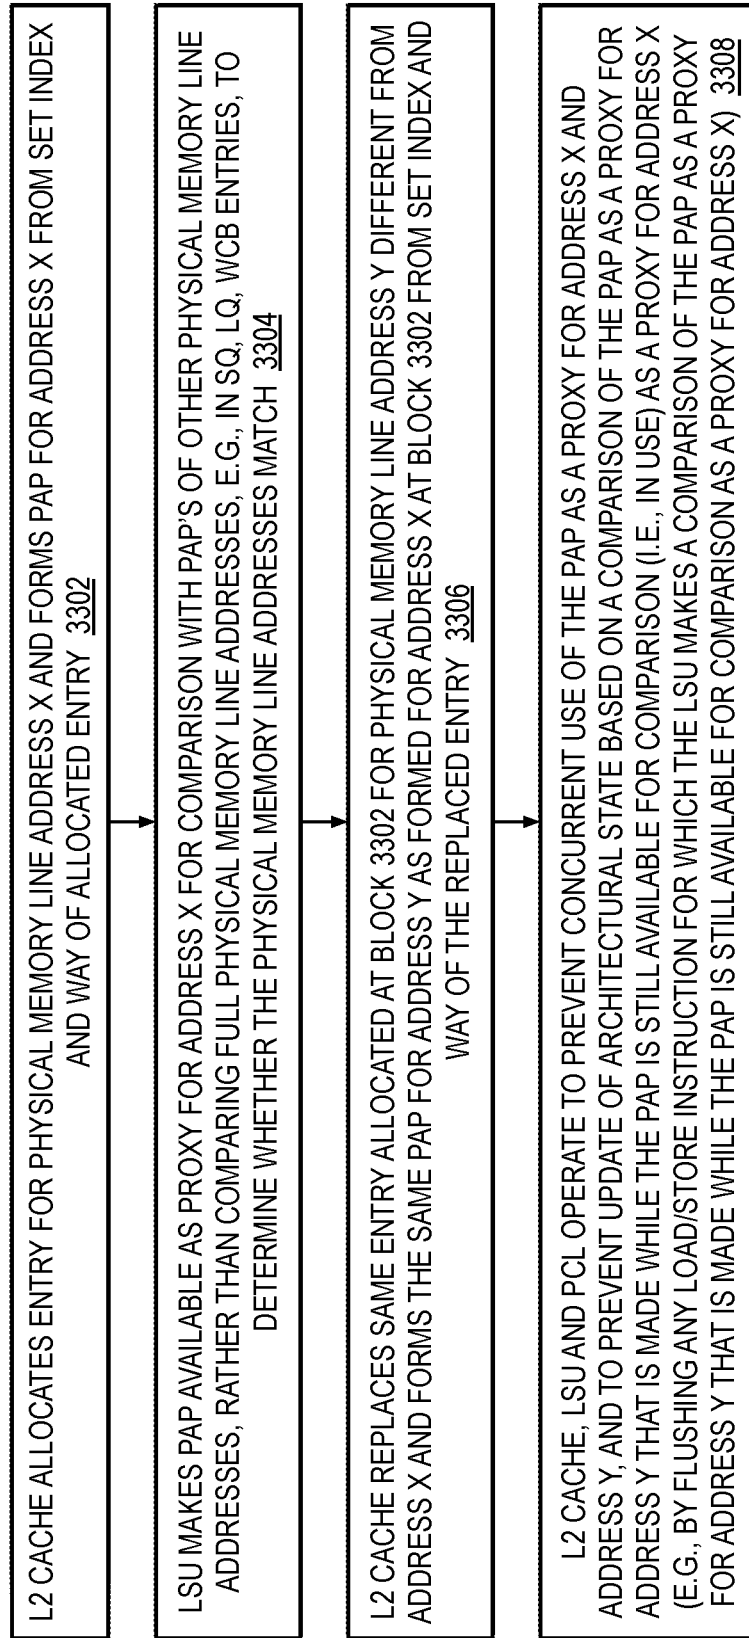 L2 CACHE ALLOCATES ENTRY FOR PHYSICAL MEMORY LINE ADDRESS X AND FORMS PAP FOR ADDRESS X FROM SET INDEX
AND WAY OF ALLOCATED ENTRY 3302
LSU MAKES PAP AVAILABLE AS PROXY FOR ADDRESS X FOR COMPARISON WITH PAP'S OF OTHER PHYSICAL MEMORY LINE
ADDRESSES, RATHER THAN COMPARING FULL PHYSICAL MEMORY LINE ADDRESSES, E.G., IN SQ, LQ, WCB ENTRIES, TO
DETERMINE WHETHER THE PHYSICAL MEMORY LINE ADDRESSES MATCH 3304
L2 CACHE REPLACES SAME ENTRY ALLOCATED AT BLOCK 3302 FOR PHYSICAL MEMORY LINE ADDRESS Y DIFFERENT FROM
ADDRESS X AND FORMS THE SAME PAP FOR ADDRESS Y AS FORMED FOR ADDRESS X AT BLOCK 3302 FROM SET INDEX AND
WAY OF THE REPLACED ENTRY 3306
L2 CACHE, LSU AND PCL OPERATE TO PREVENT CONCURRENT USE OF THE PAP AS A PROXY FOR ADDRESS X AND
ADDRESS Y, AND TO PREVENT UPDATE OF ARCHITECTURAL STATE BASED ON A COMPARISON OF THE PAP AS A PROXY FOR
ADDRESS Y THAT IS MADE WHILE THE PAP IS STILL AVAILABLE FOR COMPARISON (I.E., IN USE) AS A PROXY FOR ADDRESS X
(E.G., BY FLUSHING ANY LOAD/STORE INSTRUCTION FOR WHICH THE LSU MAKES A COMPARISON OF THE PAP AS A PROXY
FOR ADDRESS Y THAT IS MADE WHILE THE PAP IS STILL AVAILABLE FOR COMPARISON AS A PROXY FOR ADDRESS X) 3308